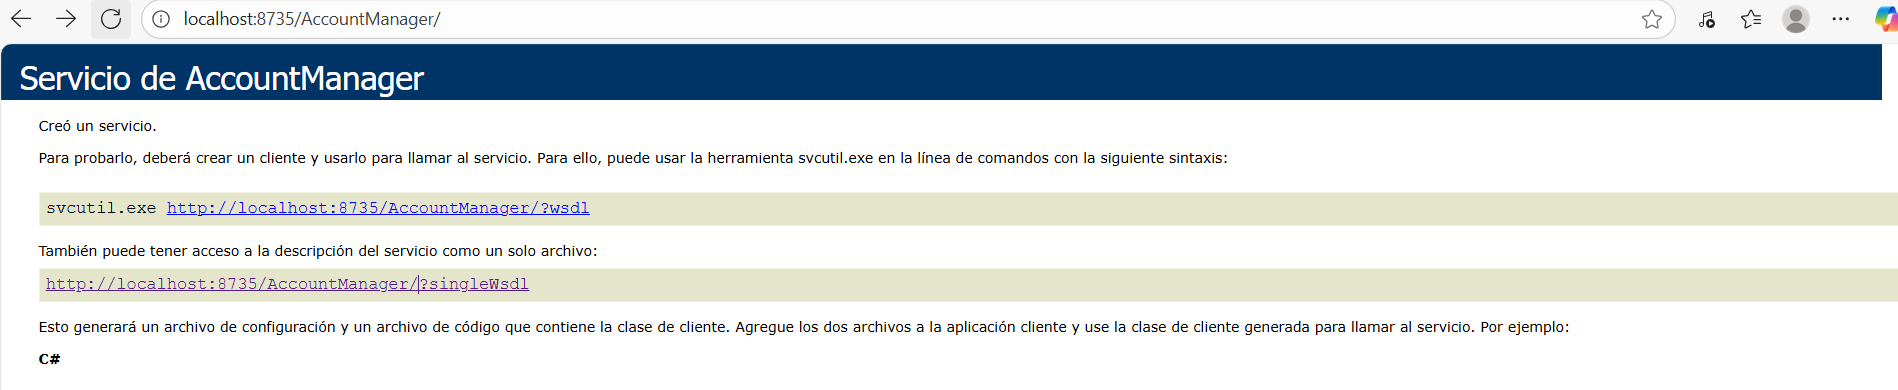 localhost:8735/AccountManager/
Servicio de AccountManager
Creó un servicio.
Para probarlo, deberá crear un cliente y usarlo para llamar al servicio. Para ello, puede usar la herramienta svcutil.exe en la línea de comandos con la siguiente sintaxis:
svcutil.exe http://localhost:8735/AccountManager/?wsdl
También puede tener acceso a la descripción del servicio como un solo archivo:
http://localhost:8735/AccountManager/?singleWsdl
Esto generará un archivo de configuración y un archivo de código que contiene la clase de cliente. Agregue los dos archivos a la aplicación cliente y use la clase de cliente generada para llamar al servicio. Por ejemplo:
C#